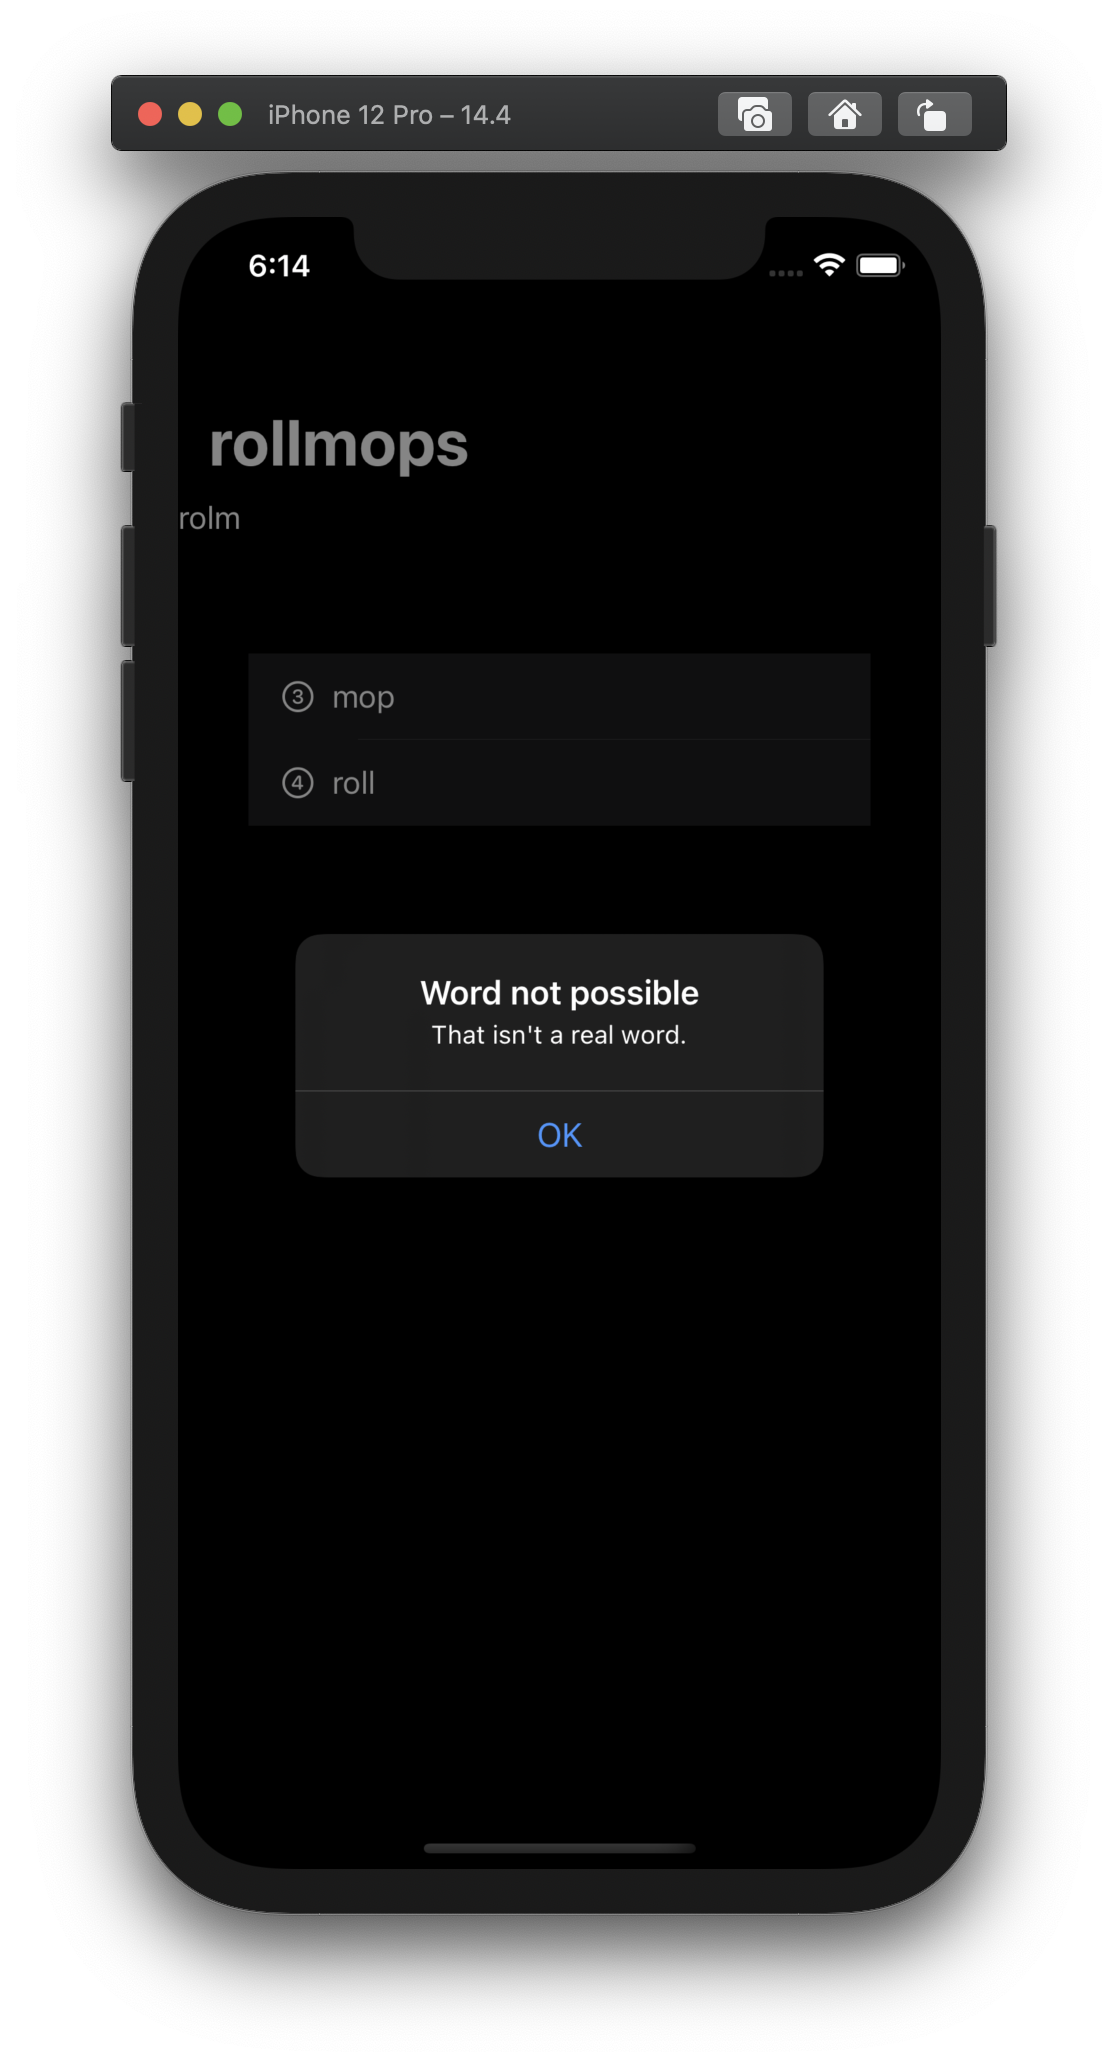 iPhone 12 Pro – 14.4
6:14
rollmops
rolm
3 mop
4 roll
Word not possible
That isn't a real word.
OK